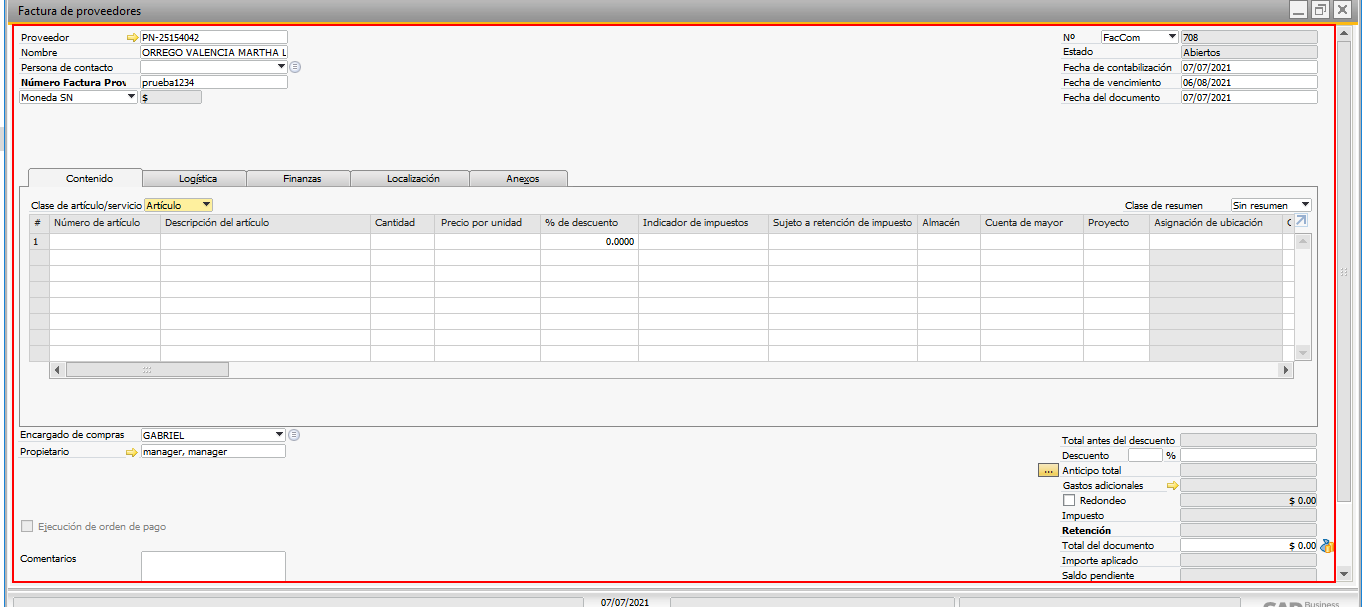 Factura de proveedores
Proveedor PN-25154042
Nombre ORREGO VALENCIA MARTHA L
Persona de contacto
Número Factura Prov prueba1234
Moneda SN $
Nº FacCom 708
Estado Abiertos
Fecha de contabilización 07/07/2021
Fecha de vencimiento 06/08/2021
Fecha del documento 07/07/2021
Contenido Logística Finanzas Localización Anexos
Clase de artículo/servicio Artículo Clase de resumen Sin resumen
# Número de artículo Descripción del artículo Cantidad Precio por unidad % de descuento Indicador de impuestos Sujeto a retención de impuesto Almacén Cuenta de mayor Proyecto Asignación de ubicación
1 0.0000
Encargado de compras GABRIEL
Propietario manager, manager
Ejecución de orden de pago
Comentarios
Total antes del descuento
Descuento %
... Anticipo total
Gastos adicionales
Redondeo $ 0.00
Impuesto
Retención
Total del documento $ 0.00
Importe aplicado
Saldo pendiente
07/07/2021
Business